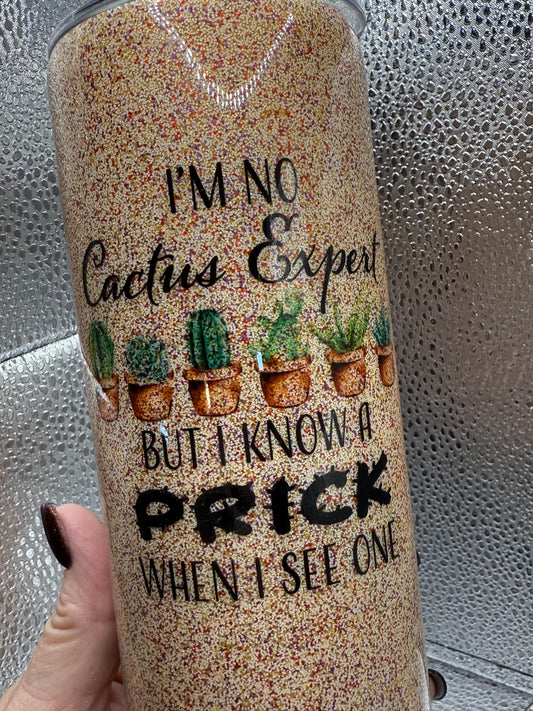 I'M NO
Cactus Expert
BUT I KNOW A
PRICK
WHEN I SEE ONE